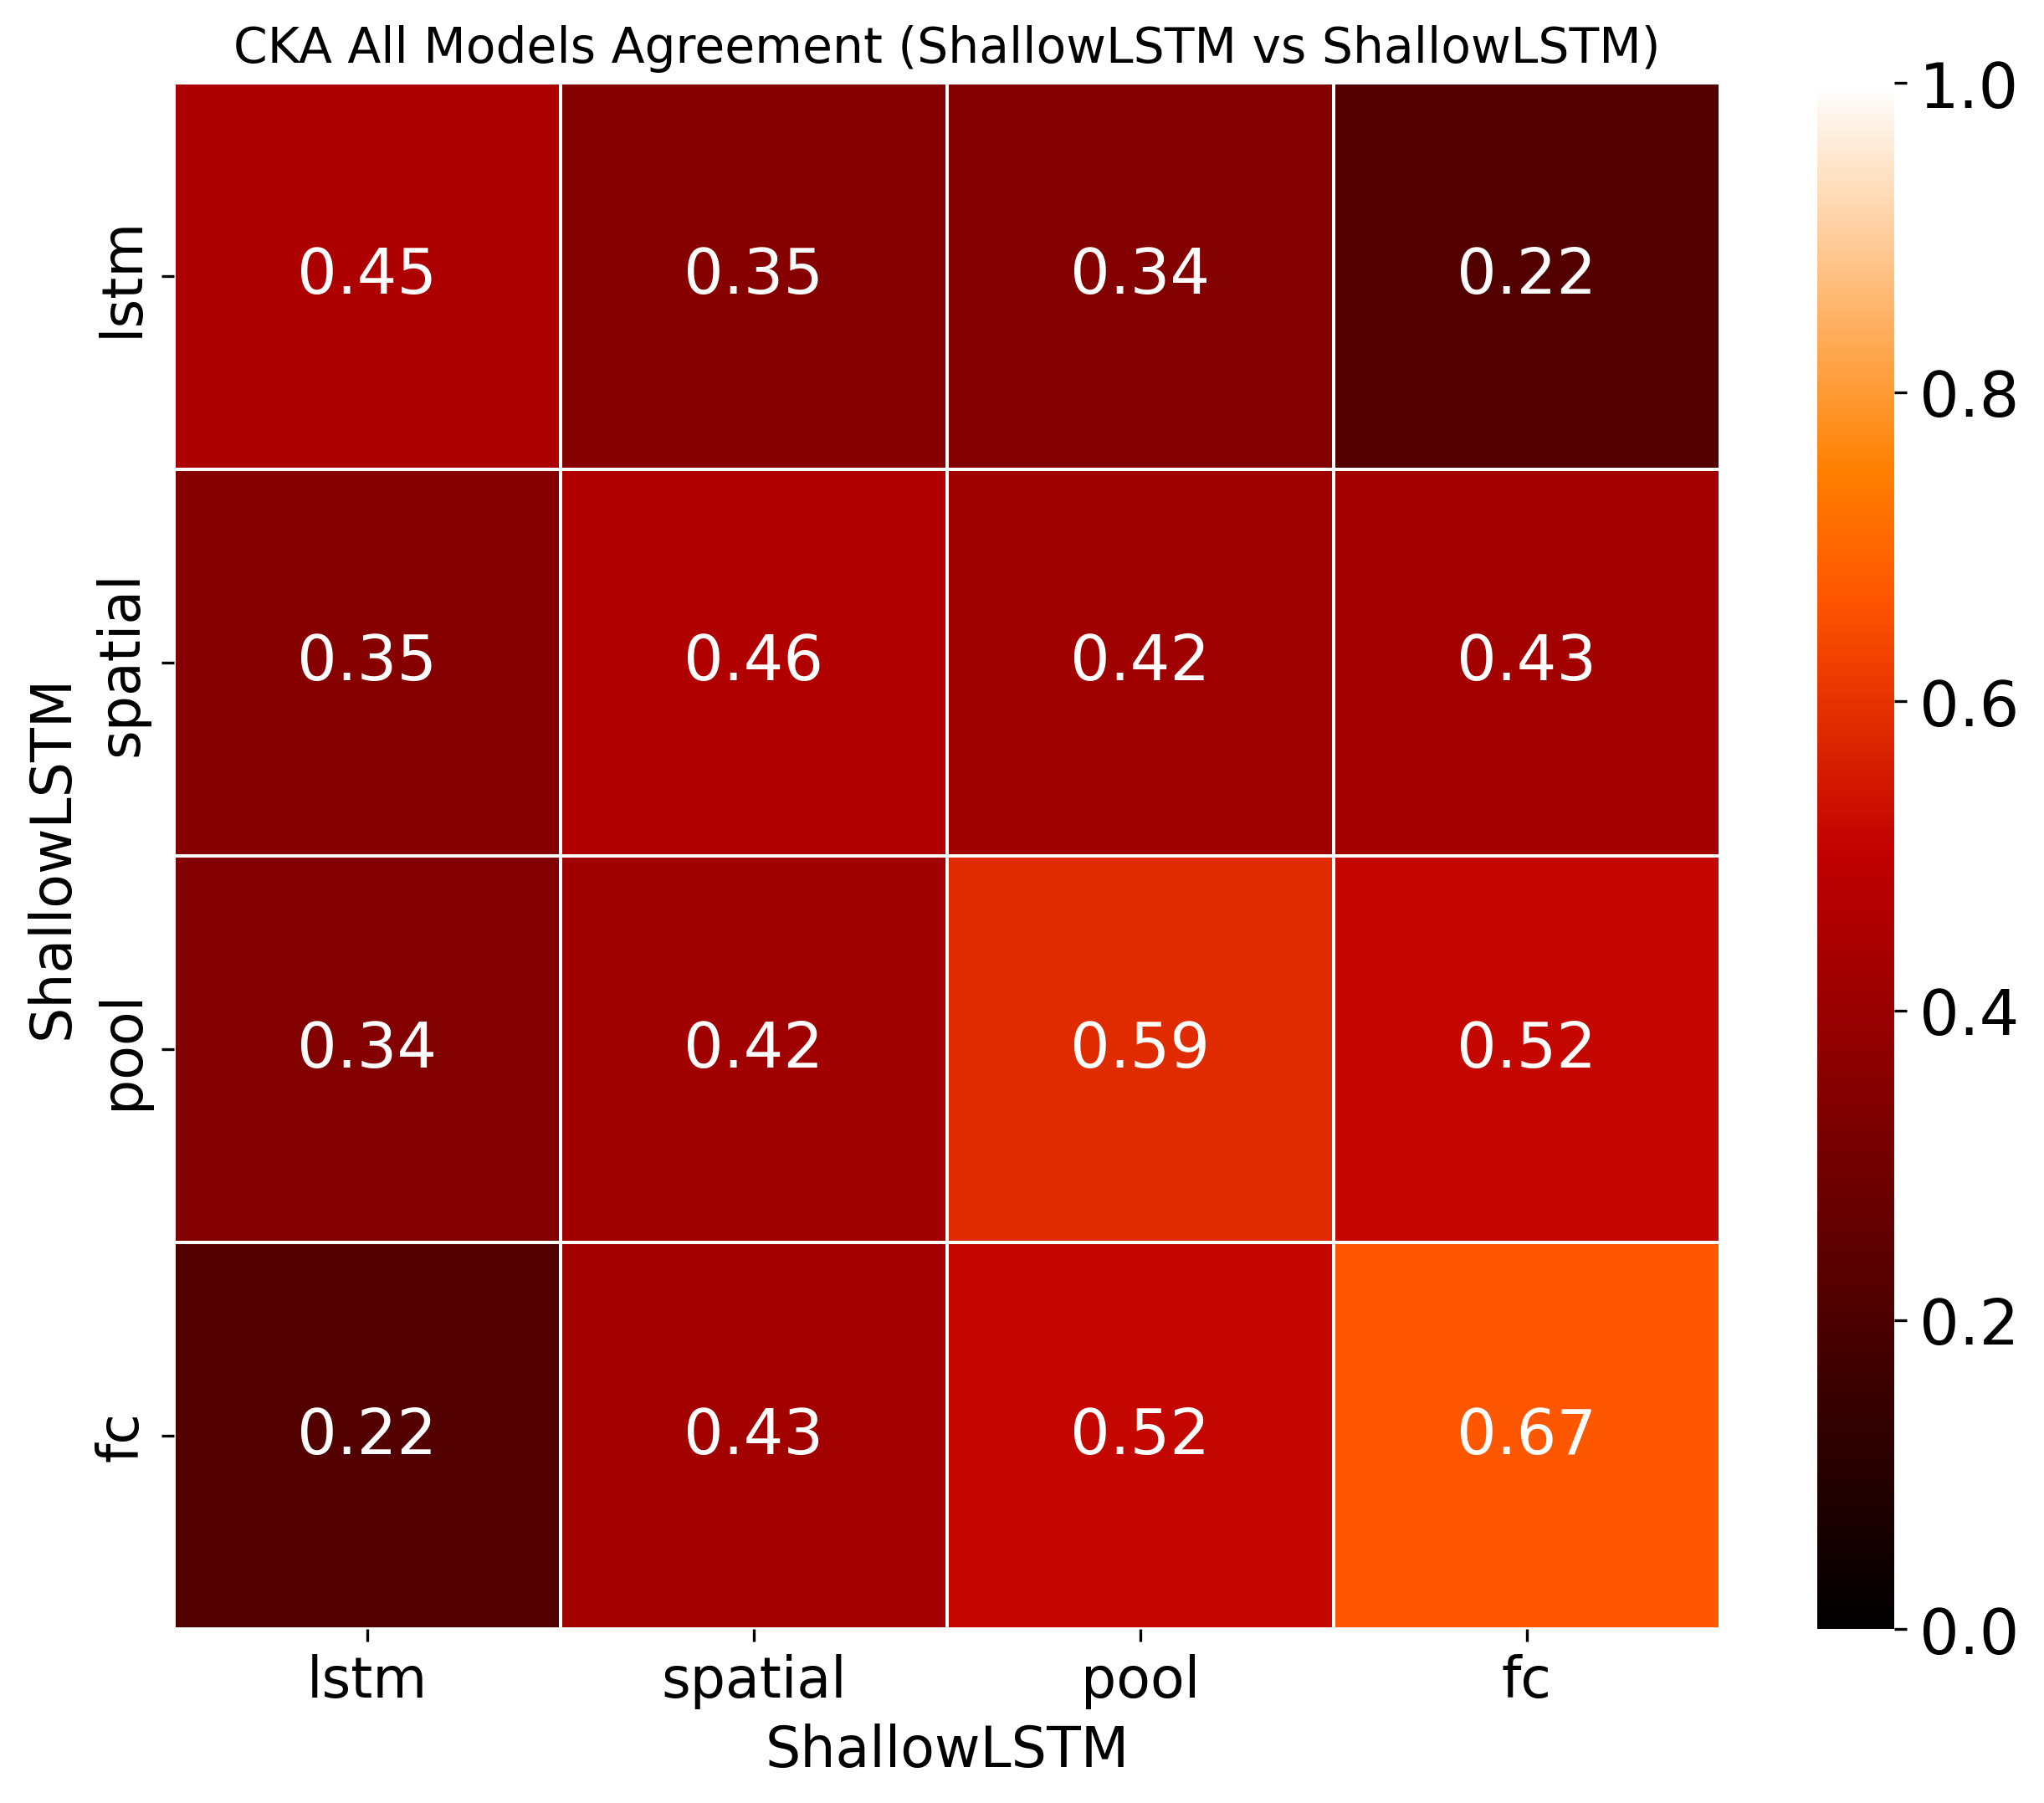 CKA All Models Agreement (ShallowLSTM vs ShallowLSTM)
ShallowLSTM
lstm
0.45 0.35 0.34 0.22
spatial
0.35 0.46 0.42 0.43
pool
0.34 0.42 0.59 0.52
fc
0.22 0.43 0.52 0.67
lstm spatial pool fc
ShallowLSTM
1.0
0.8
0.6
0.4
0.2
0.0